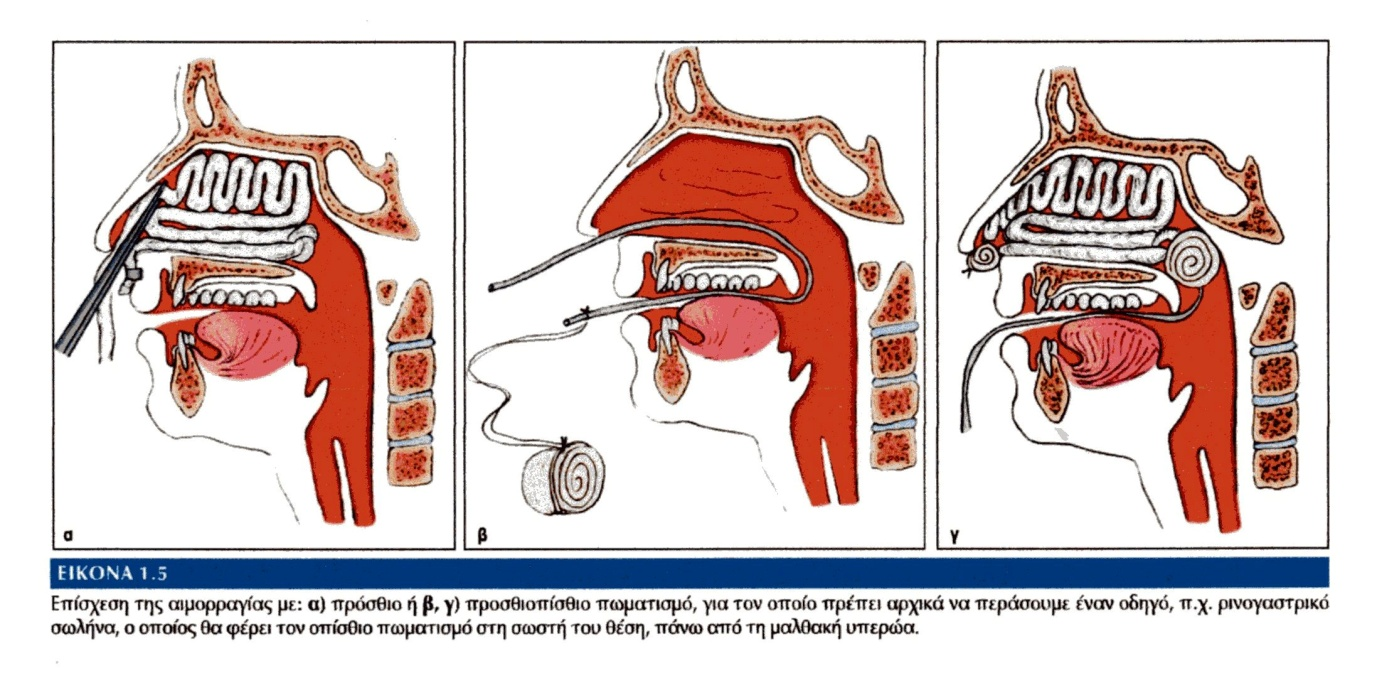 α
β
γ
ΕΙΚΟΝΑ 1.5
Επίσχεση της αιμορραγίας με: α) πρόσθιο ή β, γ) προσθιοπίσθιο πωματισμό, για τον οποίο πρέπει αρχικά να περάσουμε έναν οδηγό, π.χ. ρινογαστρικό
σωλήνα, ο οποίος θα φέρει τον οπίσθιο πωματισμό στη σωστή του θέση, πάνω από τη μαλθακή υπερώα.